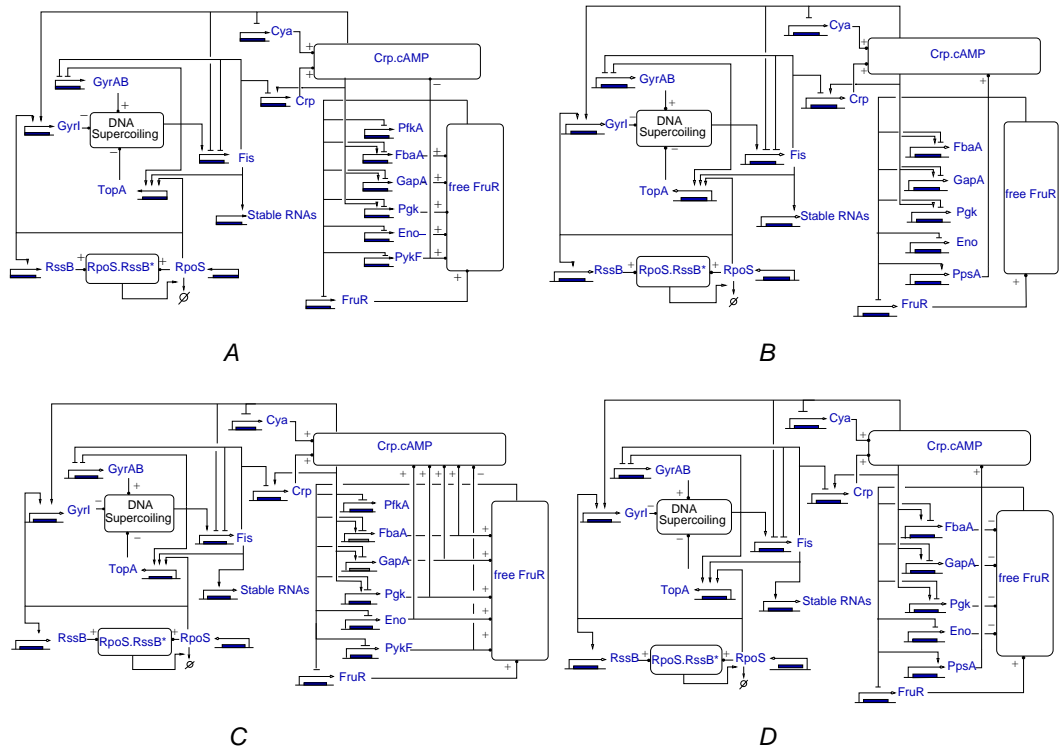 Cya
Crp.cAMP
GyrAB
Crp
GyrI
DNA
Supercoiling
PfkA
Fis
FbaA
TopA
GapA
free FruR
Stable RNAs
Pgk
Eno
RssB
RpoS.RssB*
RpoS
PykF
FruR
A
Cya
Crp.cAMP
GyrAB
Crp
GyrI
DNA
Supercoiling
Fis
FbaA
TopA
GapA
free FruR
Stable RNAs
Pgk
Eno
RssB
RpoS.RssB*
RpoS
PpsA
FruR
B
Cya
Crp.cAMP
GyrAB
Crp
GyrI
DNA
Supercoiling
PfkA
Fis
FbaA
TopA
GapA
free FruR
Stable RNAs
Pgk
Eno
RssB
RpoS.RssB*
RpoS
PykF
FruR
C
Cya
Crp.cAMP
GyrAB
Crp
GyrI
DNA
Supercoiling
FbaA
Fis
GapA
free FruR
TopA
Stable RNAs
Pgk
Eno
RssB
RpoS.RssB*
RpoS
PpsA
FruR
D